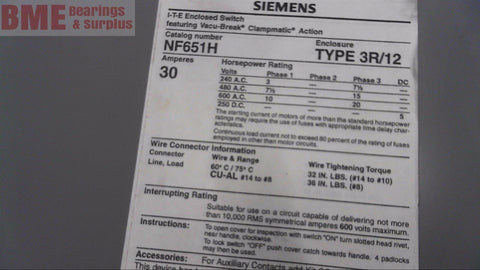 BME Bearings & Surplus
SIEMENS
I-T-E Enclosed Switch
featuring Vacu-Break® Clampmatic® Action
Catalog number Enclosure
NF651H TYPE 3R/12
Amperes Horsepower Rating
30 Volts Phase 1 Phase 2 Phase 3 DC
240 A.C. 3 — 7½ —
480 A.C. 7½ — 15 —
600 A.C. 10 — 20 —
250 D.C. — — — 5
The starting current of motors of more than the standard horsepower
ratings may require the use of fuses with appropriate time delay char-
acteristics.
Continuous load current not to exceed 80 percent of the rating of fuses
employed in other than motor circuits.
Wire Connector Information
Connector Wire & Range Wire Tightening Torque
Line, Load 60° C / 75° C 32 IN. LBS. (#14 to #10)
CU-AL #14 to #8 36 IN. LBS. (#8)
Interrupting Rating
Suitable for use on a circuit capable of delivering not more
than 10,000 RMS symmetrical amperes 600 volts maximum.
Instructions: To open cover for inspection with switch "ON" turn slotted head rivet,
near handle, clockwise.
To lock switch "OFF" push cover catch towards handle. 4 padlocks
may then be used.
Accessories: For Auxiliary Contacts add Kit
This device